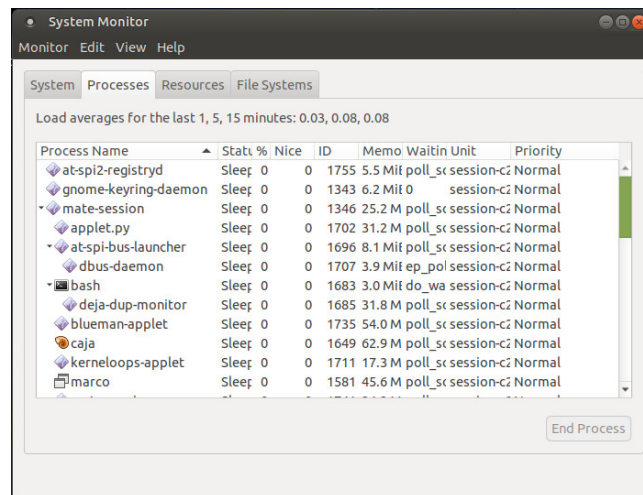 System Monitor
Monitor Edit View Help
System Processes Resources File Systems
Load averages for the last 1, 5, 15 minutes: 0.03, 0.08, 0.08
Process Name Statu % Nice ID Memo Waitin Unit Priority
at-spi2-registryd Sleep 0 0 1755 5.5 MiE poll_sc session-c2 Normal
gnome-keyring-daemon Sleep 0 0 1343 6.2 MiE 0 session-c2 Normal
mate-session Sleep 0 0 1346 25.2 M poll_sc session-c2 Normal
applet.py Sleep 0 0 1702 31.2 M poll_sc session-c2 Normal
at-spi-bus-launcher Sleep 0 0 1696 8.1 MiE poll_sc session-c2 Normal
dbus-daemon Sleep 0 0 1707 3.9 MiE ep_pol session-c2 Normal
bash Sleep 0 0 1683 3.0 MiE do_wa session-c2 Normal
deja-dup-monitor Sleep 0 0 1685 31.8 M poll_sc session-c2 Normal
blueman-applet Sleep 0 0 1735 54.0 M poll_sc session-c2 Normal
caja Sleep 0 0 1649 62.9 M poll_sc session-c2 Normal
kerneloops-applet Sleep 0 0 1711 17.3 M poll_sc session-c2 Normal
marco Sleep 0 0 1581 45.6 M poll_sc session-c2 Normal
End Process